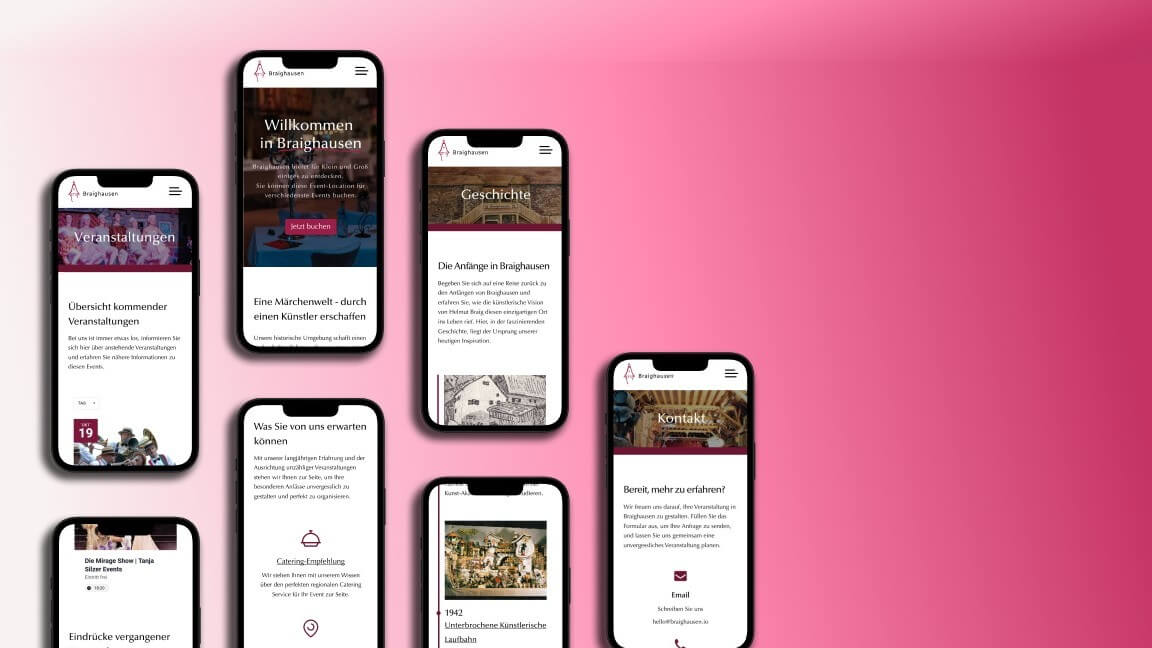 Braighausen
Veranstaltungen
Übersicht kommender
Veranstaltungen
Bei uns ist immer etwas los, informieren Sie
sich hier über anstehende Veranstaltungen
und erfahren Sie nähere Informationen zu
diesen Events.
TAG
OKT
19
Die Mirage Show | Tanja
Silzer Events
Eintritt frei
Eindrücke vergangener
Braighausen
Willkommen
in Braighausen
Braighausen bietet für Klein und Groß
einiges zu entdecken.
Sie können diese Event-Location für
verschiedenste Events buchen.
Jetzt buchen
Eine Märchenwelt - durch
einen Künstler erschaffen
Unsere historische Umgebung schafft einen
Was Sie von uns erwarten
können
Mit unserer langjährigen Erfahrung und der
Ausrichtung unzähliger Veranstaltungen
stehen wir Ihnen zur Seite, um Ihre
besonderen Anlässe unvergesslich zu
gestalten und perfekt zu organisieren.
Catering-Empfehlung
Wir stehen Ihnen mit unserem Wissen
über den perfekten regionalen Catering
Service für Ihr Event zur Seite.
Braighausen
Geschichte
Die Anfänge in Braighausen
Begeben Sie sich auf eine Reise zurück zu
den Anfängen von Braighausen und
erfahren Sie, wie die künstlerische Vision
von Helmut Braig diesen einzigartigen Ort
ins Leben rief. Hier, in der faszinierenden
Geschichte, liegt der Ursprung unserer
heutigen Inspiration.
1942
Unterbrochene Künstlerische
Laufbahn
Braighausen
Kontakt
Bereit, mehr zu erfahren?
Wir freuen uns darauf, Ihre Veranstaltung in
Braighausen zu gestalten. Füllen Sie das
Formular aus, um Ihre Anfrage zu senden,
und lassen Sie uns gemeinsam eine
unvergessliches Veranstaltung planen.
Email
Schreiben Sie uns
hello@braighausen.io